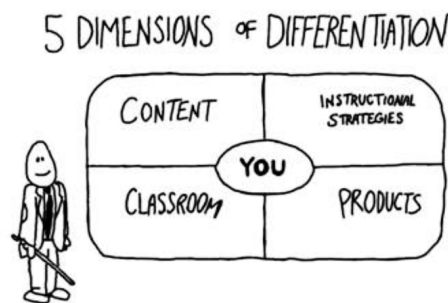 5 DIMENSIONS OF DIFFERENTIATION
CONTENT
INSTRUCTIONAL
STRATEGIES
YOU
CLASSROOM
PRODUCTS